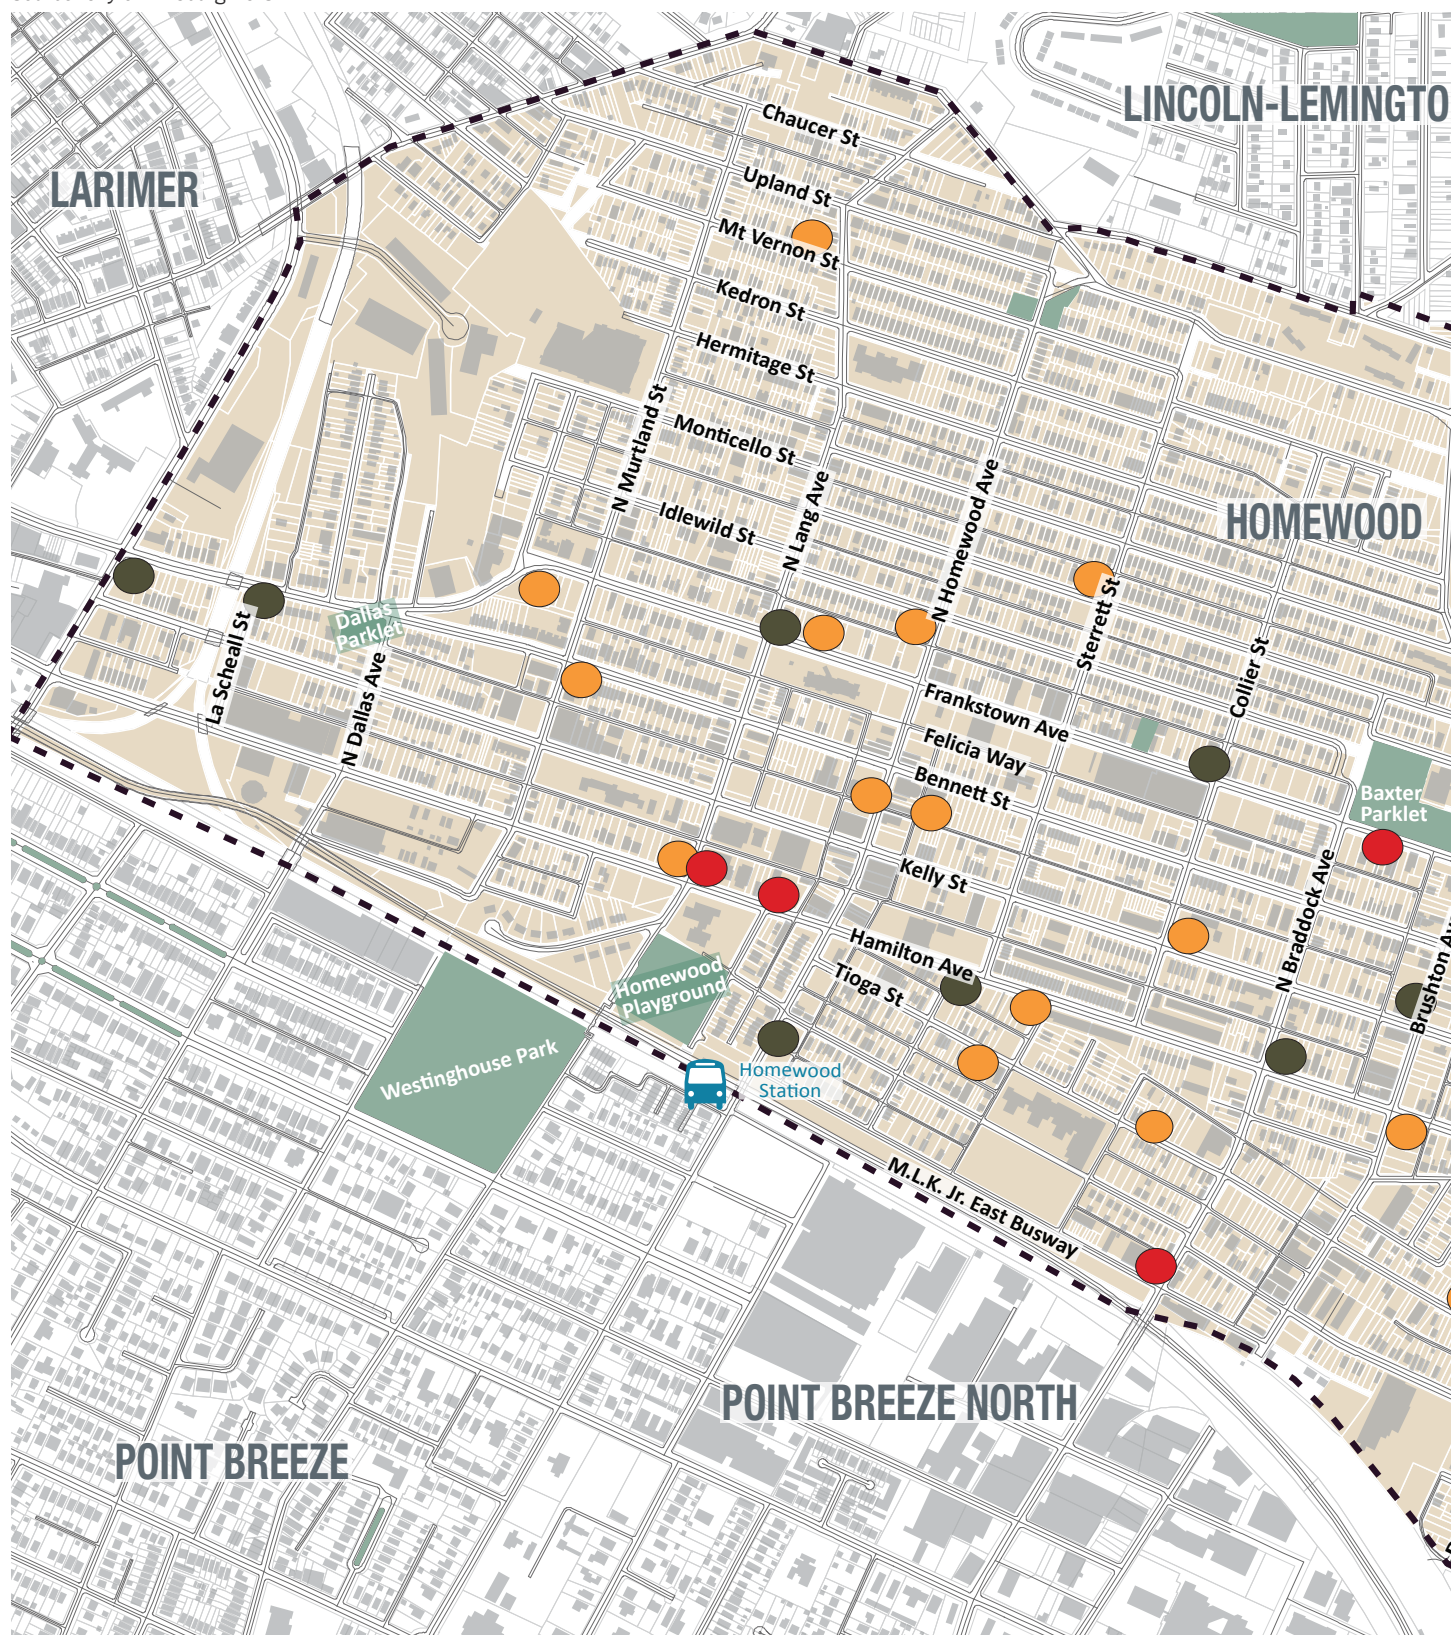 LINCOLN-LEMINGTO
LARIMER
Chaucer St
Upland St
Mt Vernon St
Kedron St
Hermitage St
N Murtland St
Monticello St
Idlewild St
N Lang Ave
N Homewood Ave
HOMEWOOD
Sterrett St
Collier St
Dallas
Parklet
La Scheall St
N Dallas Ave
Frankstown Ave
Felicia Way
Bennett St
Baxter
Parklet
Kelly St
N Braddock Ave
Brushton Av
Hamilton Ave
Tioga St
Homewood
Playground
Westinghouse Park
Homewood
Station
M.L.K. Jr. East Busway
POINT BREEZE NORTH
POINT BREEZE